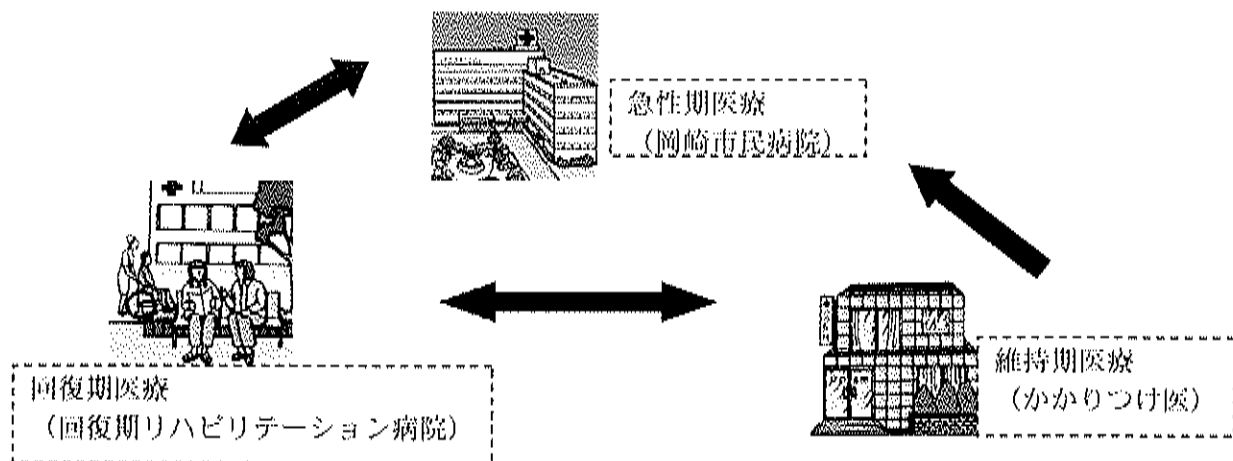 急性期医療
(岡崎市民病院)
回復期医療
(回復期リハビリテーション病院)
維持期医療
(かかりつけ医)